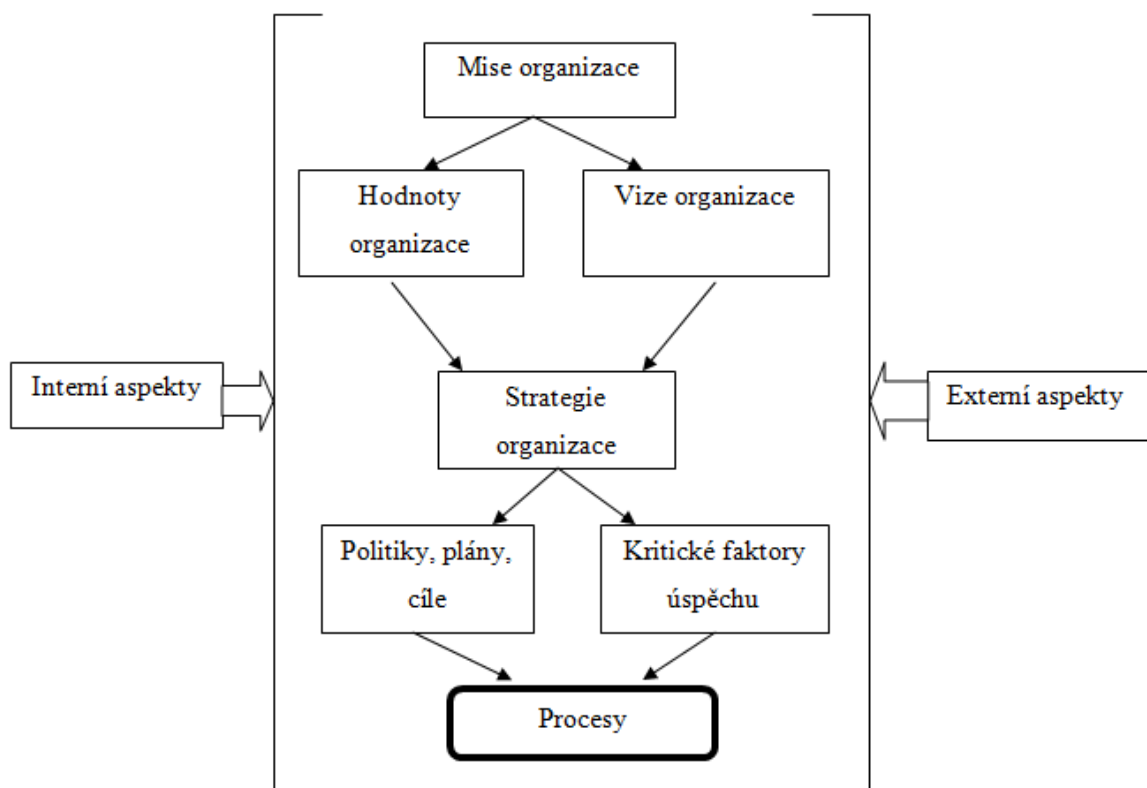 Mise organizace
Hodnoty
organizace
Vize organizace
Interní aspekty
Strategie
organizace
Externí aspekty
Politiky, plány,
cíle
Kritické faktory
úspěchu
Procesy